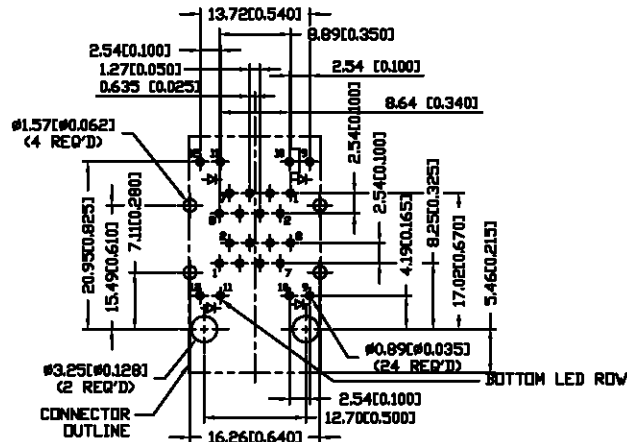 13.72[0.540]
8.89[0.350]
2.54[0.100]
1.27[0.050]
2.54 [0.100]
0.635 [0.025]
8.64 [0.340]
ø1.57[ø0.062]
(4 REQ'D)
2.54[0.100]
2.54[0.100]
20.95[0.825]
15.49[0.610]
7.11[0.280]
4.19[0.165]
8.25[0.325]
17.02[0.670]
5.46[0.215]
1
2
1
7
11
ø3.25[ø0.128]
(2 REQ'D)
ø0.89[ø0.035]
(24 REQ'D)
BOTTOM LED ROW
CONNECTOR
OUTLINE
2.54[0.100]
12.70[0.500]
16.26[0.640]